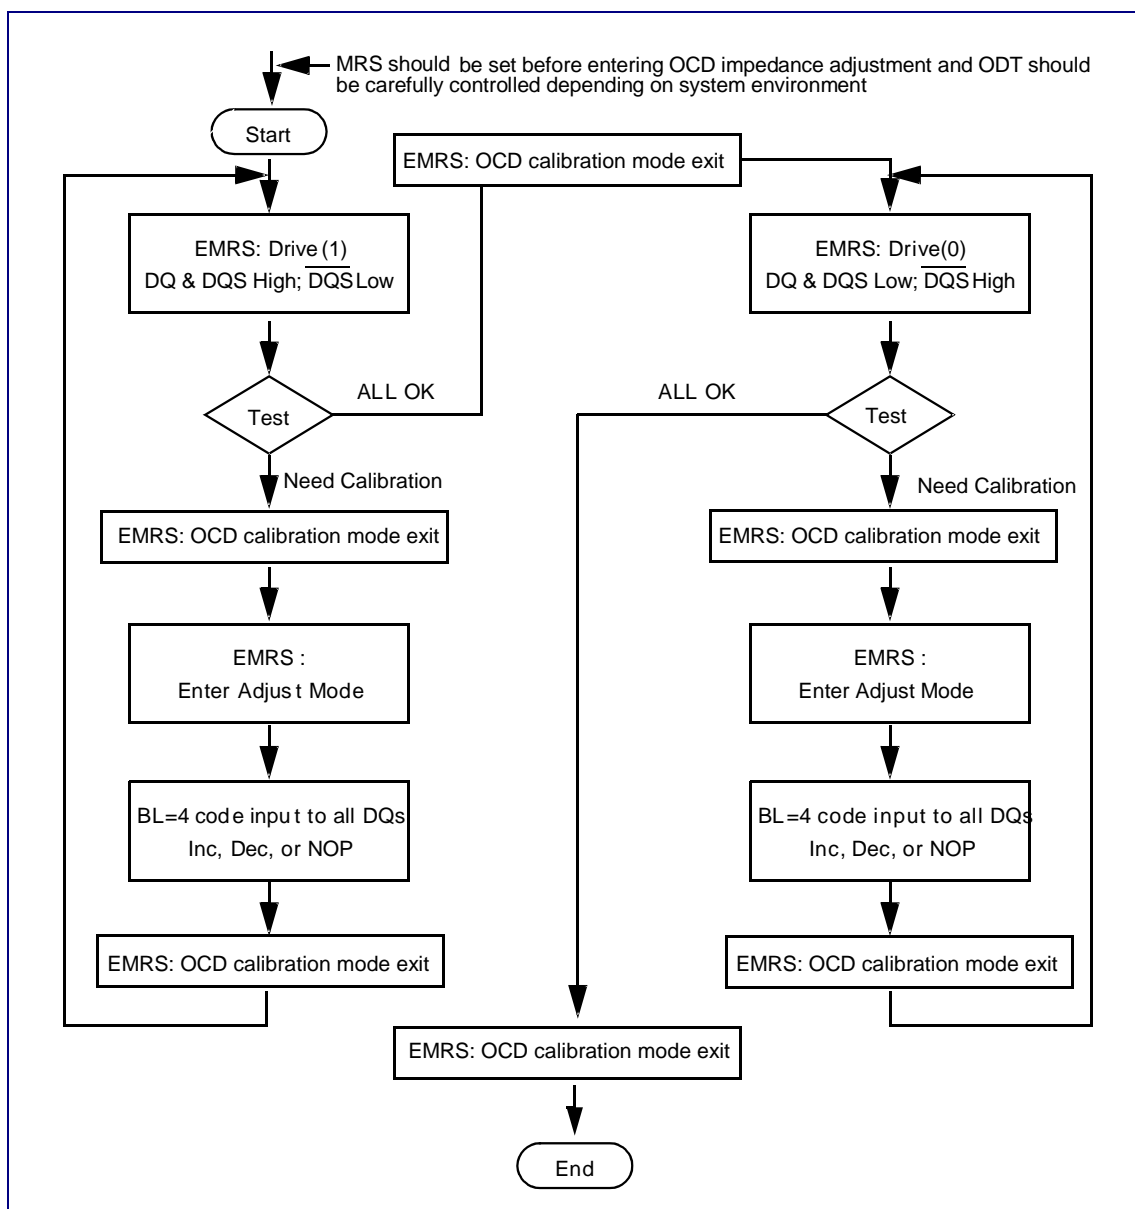 MRS should be set before entering OCD impedance adjustment and ODT should
be carefully controlled depending on system environment
Start
EMRS: OCD calibration mode exit
EMRS: Drive(1)
DQ & DQS High; DQS Low
Test
ALL OK
Need Calibration
EMRS: OCD calibration mode exit
EMRS :
Enter Adjust Mode
BL=4 code input to all DQs
Inc, Dec, or NOP
EMRS: OCD calibration mode exit
EMRS: Drive(0)
DQ & DQS Low; DQS High
Test
ALL OK
Need Calibration
EMRS: OCD calibration mode exit
EMRS :
Enter Adjust Mode
BL=4 code input to all DQs
Inc, Dec, or NOP
EMRS: OCD calibration mode exit
EMRS: OCD calibration mode exit
End